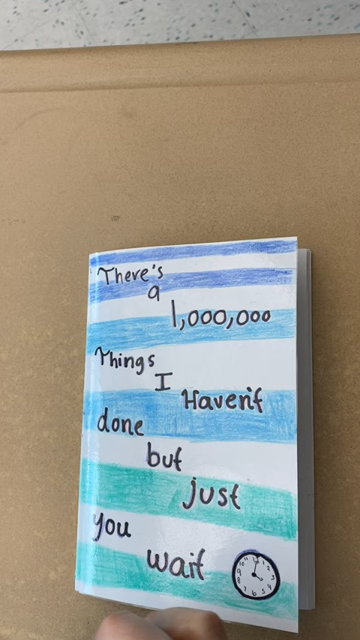 There's
a
1,000,000
Things
I
Haven't
done
but
just
you
wait